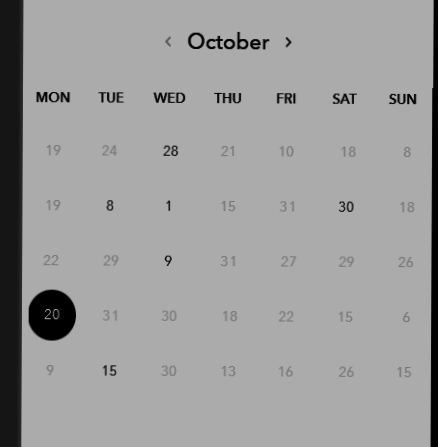 ‹ October ›
MON TUE WED THU FRI SAT SUN
19 24 28 21 10 18 8
19 8 1 15 31 30 18
22 29 9 31 27 29 26
20 31 30 18 22 15 6
9 15 30 13 16 26 15